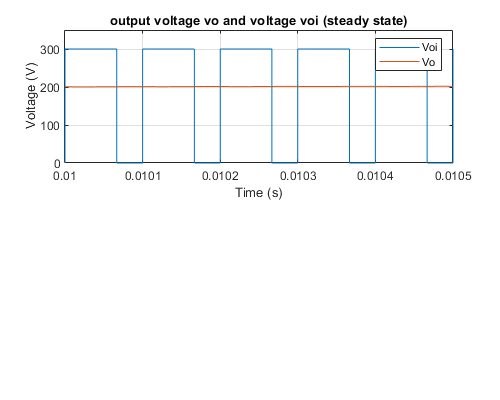 output voltage vo and voltage voi (steady state)
Voltage (V)
300
200
100
0
Voi
Vo
0.01
0.0101
0.0102
0.0103
0.0104
0.0105
Time (s)